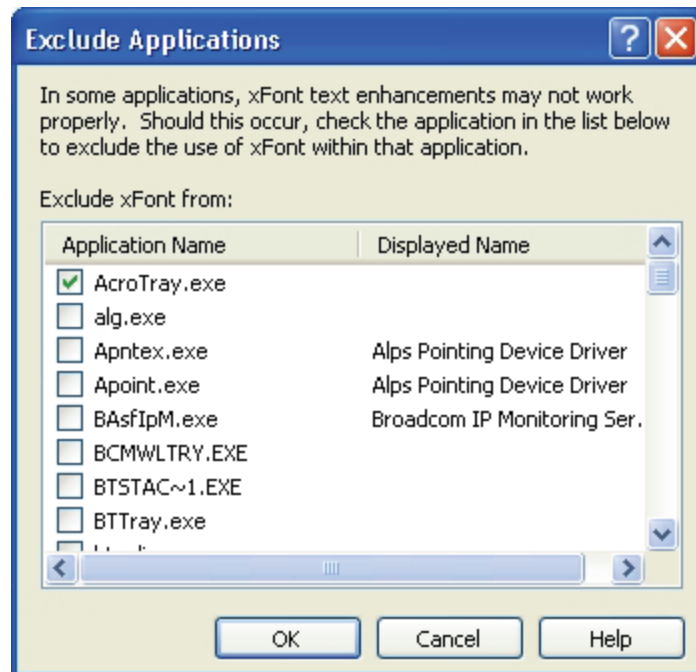 Exclude Applications
In some applications, xFont text enhancements may not work
properly. Should this occur, check the application in the list below
to exclude the use of xFont within that application.
Exclude xFont from:
Application Name Displayed Name
AcroTray.exe
alg.exe
Apntex.exe Alps Pointing Device Driver
Apoint.exe Alps Pointing Device Driver
BAsfIpM.exe Broadcom IP Monitoring Ser.
BCMWLTRY.EXE
BTSTAC~1.EXE
BTTray.exe
OK Cancel Help